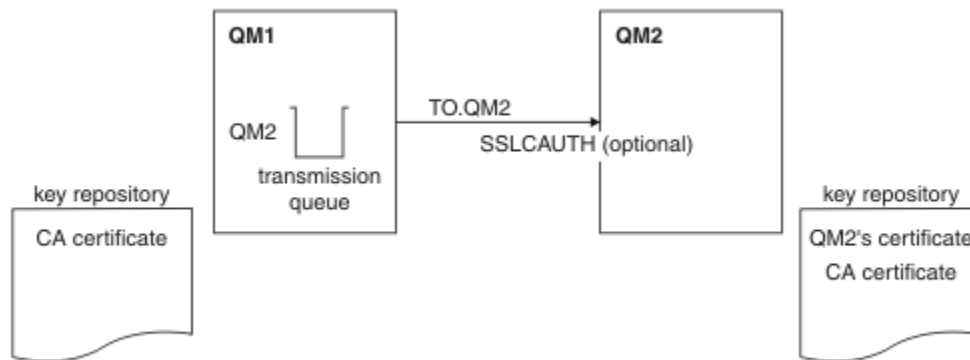 QM1
QM2
TO.QM2
QM2
SSLCAUTH (optional)
transmission
queue
key repository
key repository
CA certificate
QM2's certificate
CA certificate